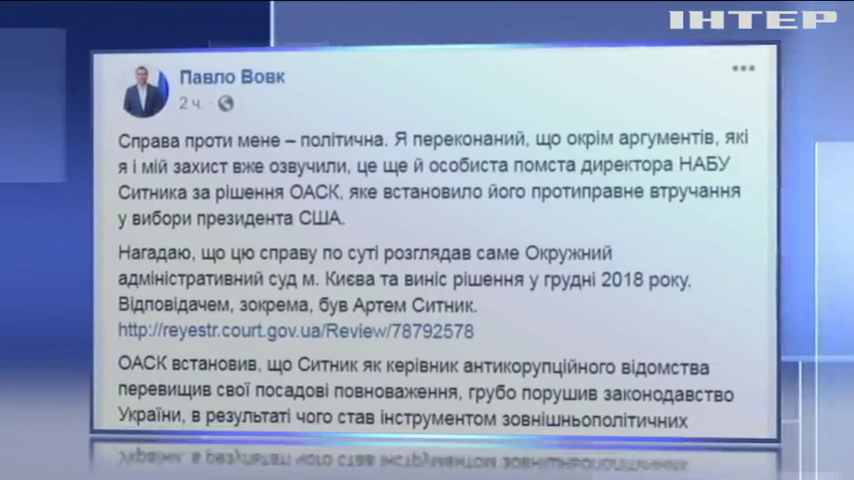 ІНТЕР
Павло Вовк
2 ч.
Справа проти мене – політична. Я переконаний, що окрім аргументів, які
я і мій захист вже озвучили, це ще й особиста помста директора НАБУ
Ситника за рішення ОАСК, яке встановило його протиправне втручання
у вибори президента США.
Нагадаю, що цю справу по суті розглядав саме Окружний
адміністративний суд м. Києва та виніс рішення у грудні 2018 року.
Відповідачем, зокрема, був Артем Ситник.
http://reyestr.court.gov.ua/Review/78792578
ОАСК встановив, що Ситник як керівник антикорупційного відомства
перевищив свої посадові повноваження, грубо порушив законодавство
України, в результаті чого став інструментом зовнішньополітичних